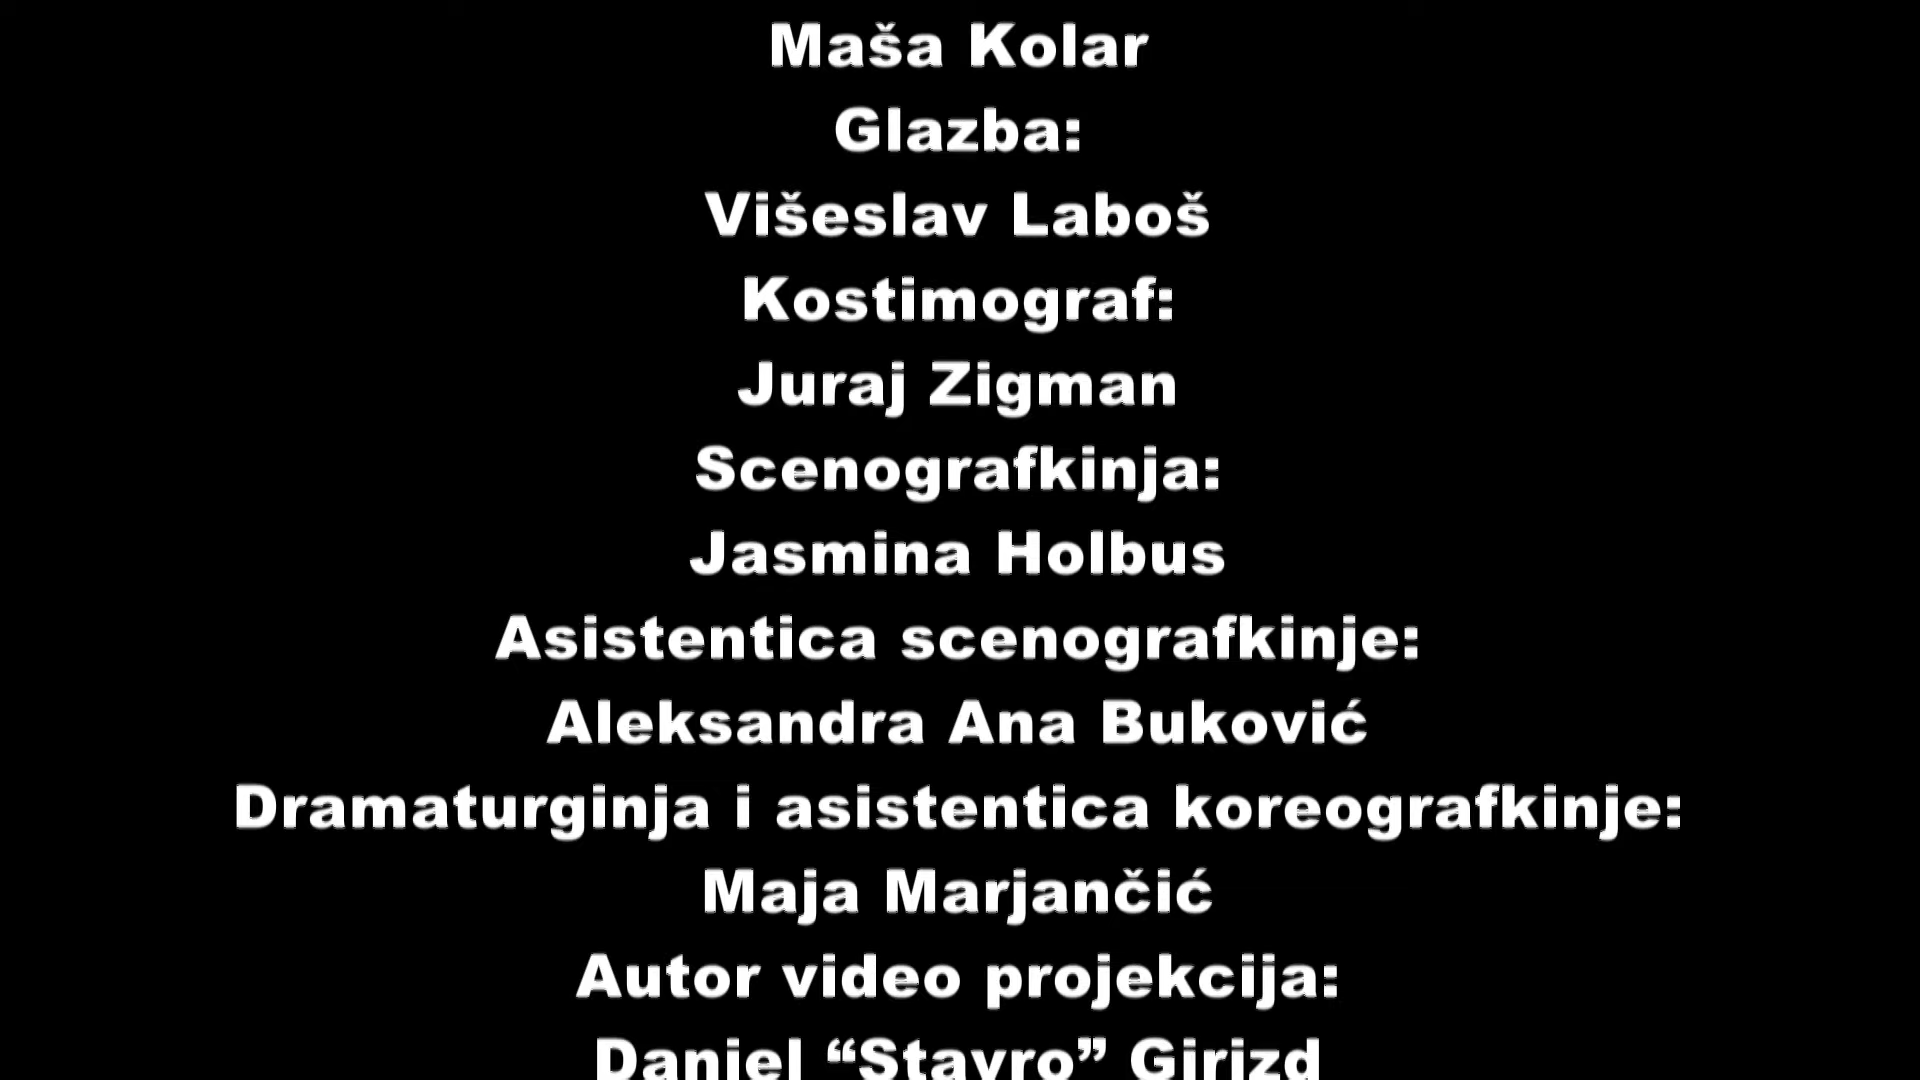 Maša Kolar
Glazba:
Višeslav Laboš
Kostimograf:
Juraj Zigman
Scenografkinja:
Jasmina Holbus
Asistentica scenografkinje:
Aleksandra Ana Buković
Dramaturginja i asistentica koreografkinje:
Maja Marjančić
Autor video projekcija:
Daniel “Stavro” Girizd